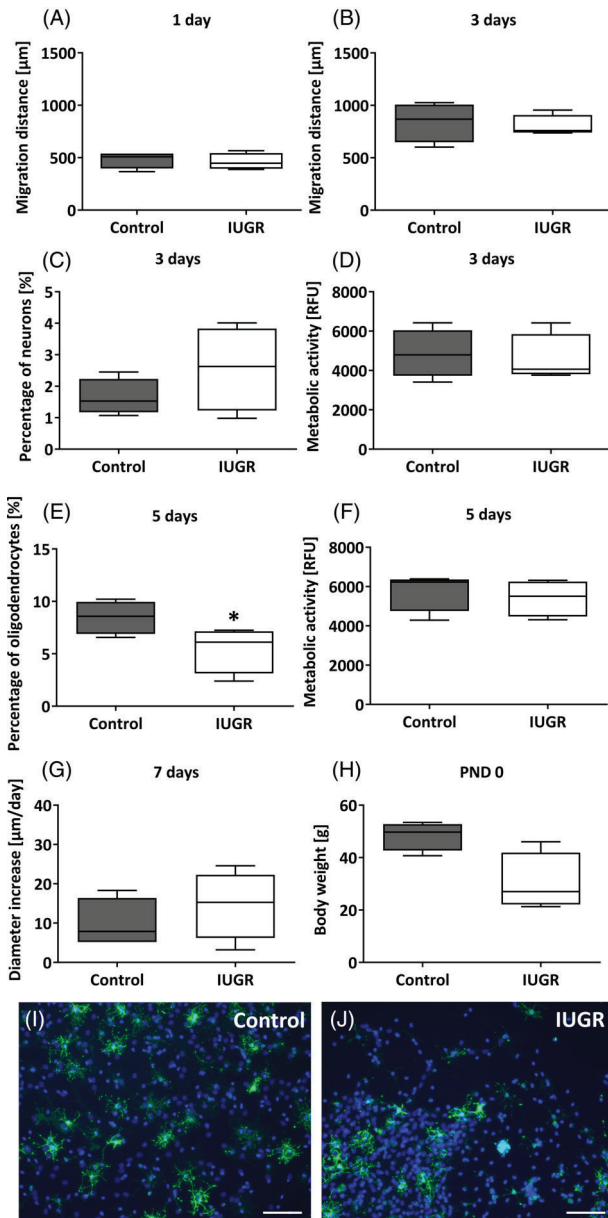 (A) 1 day
Migration distance [µm]
1500
1000
500
0
Control IUGR
(B) 3 days
Migration distance [µm]
1500
1000
500
0
Control IUGR
(C) 3 days
Percentage of neurons [%]
5
4
3
2
1
0
Control IUGR
(D) 3 days
Metabolic activity [RFU]
8000
6000
4000
2000
0
Control IUGR
(E) 5 days
Percentage of oligodendrocytes [%]
15
10
5
0
*
Control IUGR
(F) 5 days
Metabolic activity [RFU]
8000
6000
4000
2000
0
Control IUGR
(G) 7 days
Diameter increase [µm/day]
40
30
20
10
0
Control IUGR
(H) PND 0
Body weight [g]
60
40
20
0
Control IUGR
(I) Control
(J) IUGR